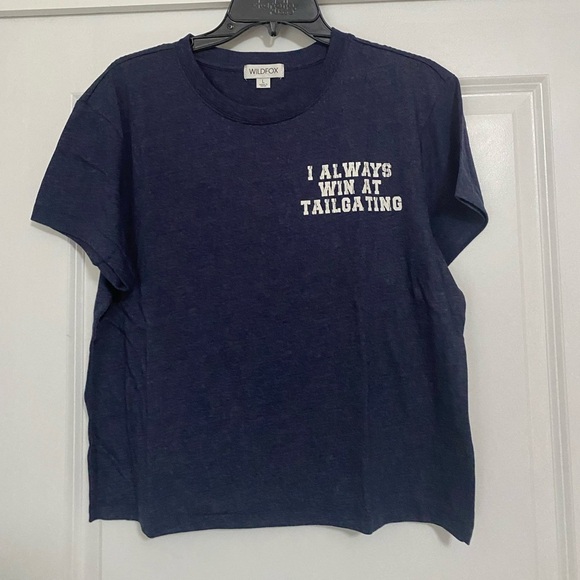 WILDFOX
L
I ALWAYS
WIN AT
TAILGATING